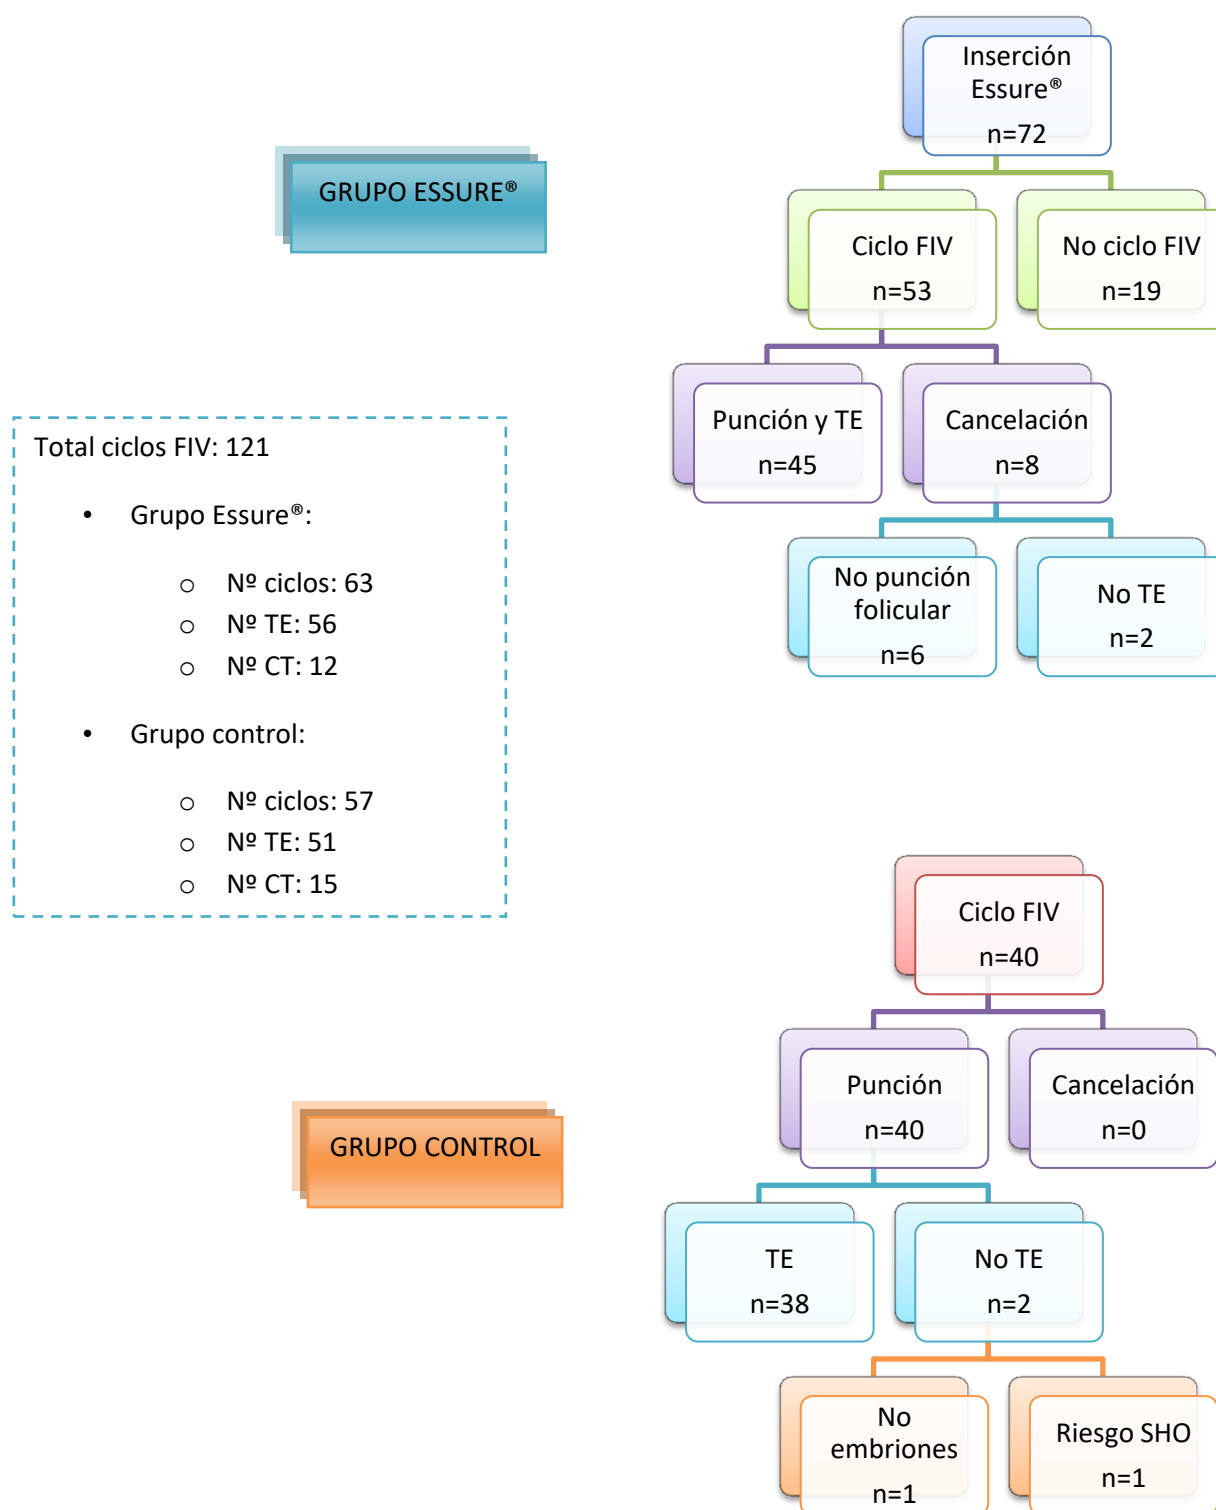 Inserción
Essure®
n=72
GRUPO ESSURE®
Ciclo FIV
n=53
No ciclo FIV
n=19
Punción y TE
n=45
Cancelación
n=8
No punción
folicular
n=6
No TE
n=2
Total ciclos FIV: 121
• Grupo Essure®:
o Nº ciclos: 63
o Nº TE: 56
o Nº CT: 12
• Grupo control:
o Nº ciclos: 57
o Nº TE: 51
o Nº CT: 15
Ciclo FIV
n=40
Punción
n=40
Cancelación
n=0
GRUPO CONTROL
TE
n=38
No TE
n=2
No
embriones
n=1
Riesgo SHO
n=1